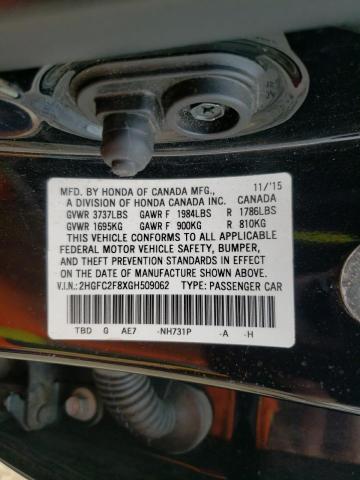 MFD. BY HONDA OF CANADA MFG., 11/'15
A DIVISION OF HONDA CANADA INC. CANADA
GVWR 3737LBS GAWR F 1984LBS R 1786LBS
GVWR 1695KG GAWR F 900KG R 810KG
THIS VEHICLE CONFORMS TO ALL APPLICABLE
FEDERAL MOTOR VEHICLE SAFETY, BUMPER,
AND THEFT PREVENTION STANDARDS IN EFFECT ON
THE DATE OF MANUFACTURE SHOWN ABOVE.
V.I.N.: 2HGFC2F8XGH509062 TYPE: PASSENGER CAR
TBD G AE7 -NH731P -A -H